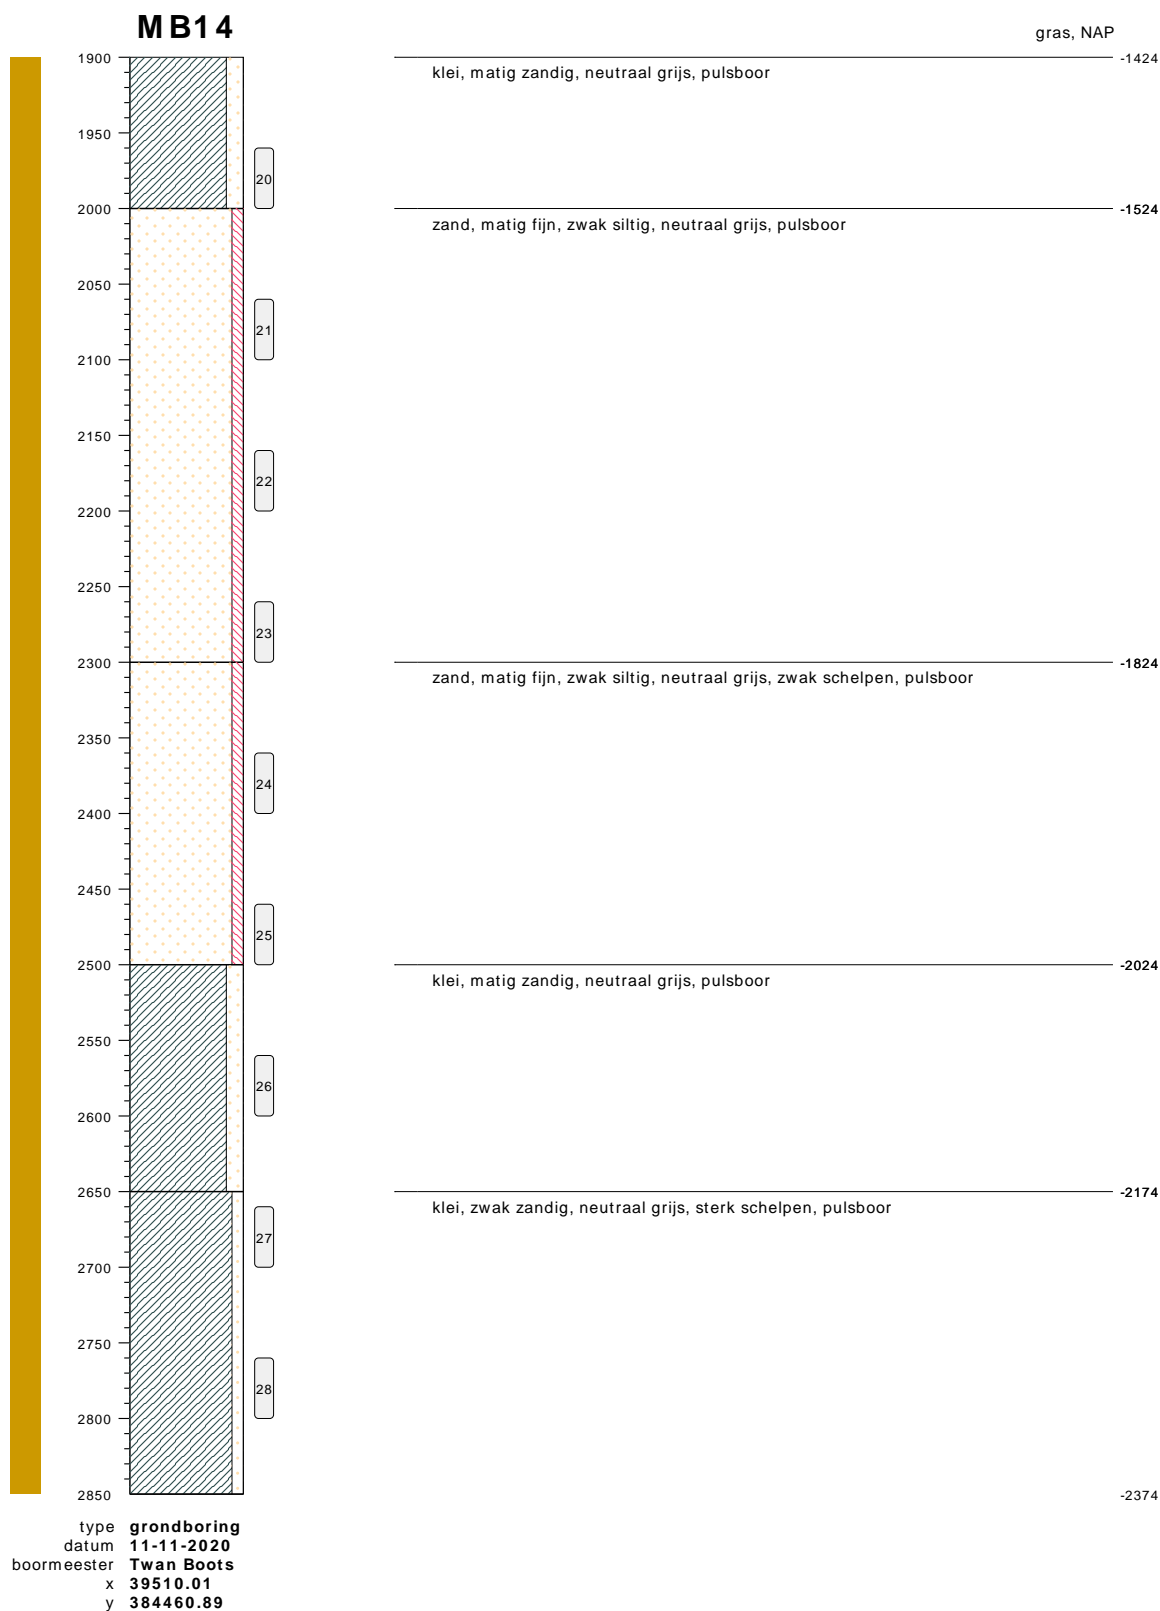 MB14
gras, NAP
1900
-1424
klei, matig zandig, neutraal grijs, pulsboor
1950
20
2000
-1524
zand, matig fijn, zwak siltig, neutraal grijs, pulsboor
2050
21
2100
2150
22
2200
2250
23
2300
-1824
zand, matig fijn, zwak siltig, neutraal grijs, zwak schelpen, pulsboor
2350
24
2400
2450
25
2500
-2024
klei, matig zandig, neutraal grijs, pulsboor
2550
26
2600
2650
-2174
klei, zwak zandig, neutraal grijs, sterk schelpen, pulsboor
27
2700
2750
28
2800
2850
-2374
type grondboring
datum 11-11-2020
boormeester Twan Boots
x 39510.01
y 384460.89